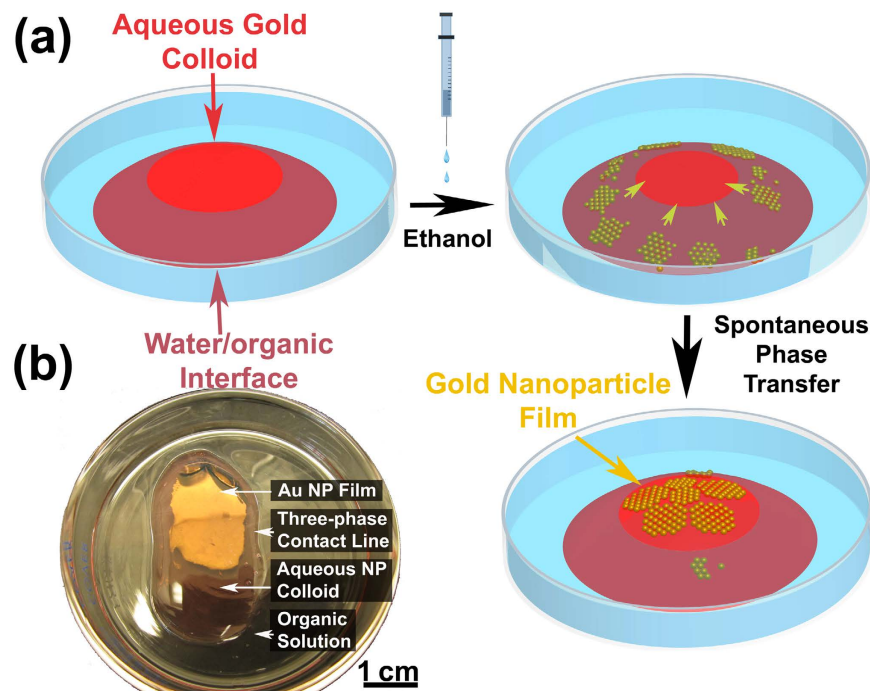 (a)
Aqueous Gold
Colloid
Ethanol
Water/organic
Interface
Spontaneous
Phase
Transfer
Gold Nanoparticle
Film
(b)
Au NP Film
Three-phase
Contact Line
Aqueous NP
Colloid
Organic
Solution
1 cm